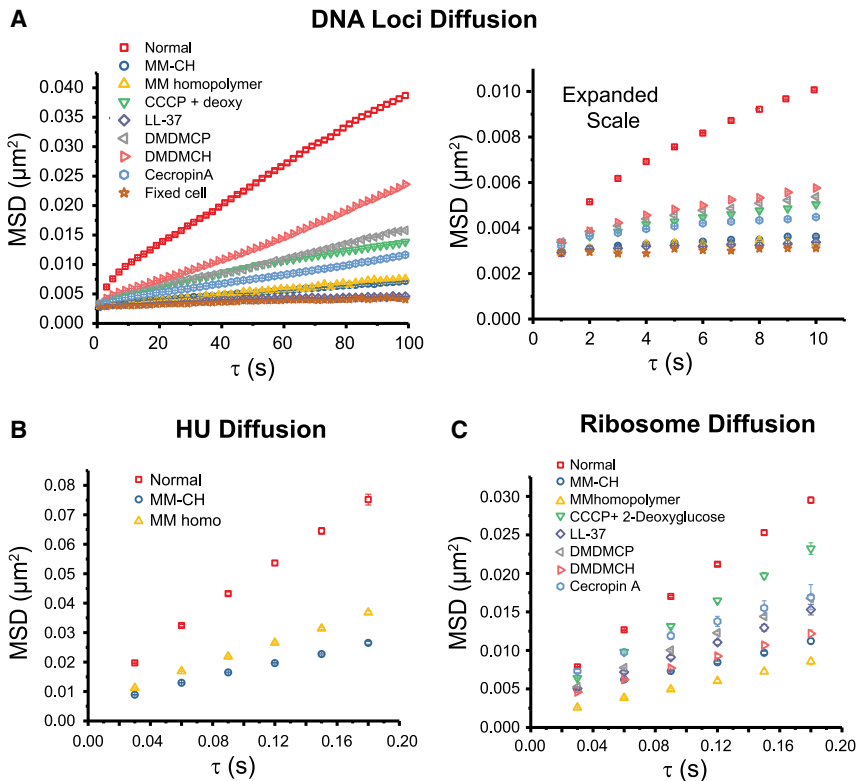 A
DNA Loci Diffusion
Normal
MM-CH
MM homopolymer
CCCP + deoxy
LL-37
DMDMCP
DMDMCH
CecropinA
Fixed cell
MSD (μm²)
0.040
0.035
0.030
0.025
0.020
0.015
0.010
0.005
0.000
0 20 40 60 80 100
τ (s)
Expanded
Scale
MSD (μm²)
0.010
0.008
0.006
0.004
0.002
0.000
0 2 4 6 8 10
τ (s)
B
HU Diffusion
Normal
MM-CH
MM homo
MSD (μm²)
0.08
0.07
0.06
0.05
0.04
0.03
0.02
0.01
0.00
0.00 0.04 0.08 0.12 0.16 0.20
τ (s)
C
Ribosome Diffusion
Normal
MM-CH
MMhomopolymer
CCCP+ 2-Deoxyglucose
LL-37
DMDMCP
DMDMCH
Cecropin A
MSD (μm²)
0.030
0.025
0.020
0.015
0.010
0.005
0.000
0.00 0.04 0.08 0.12 0.16 0.20
τ (s)